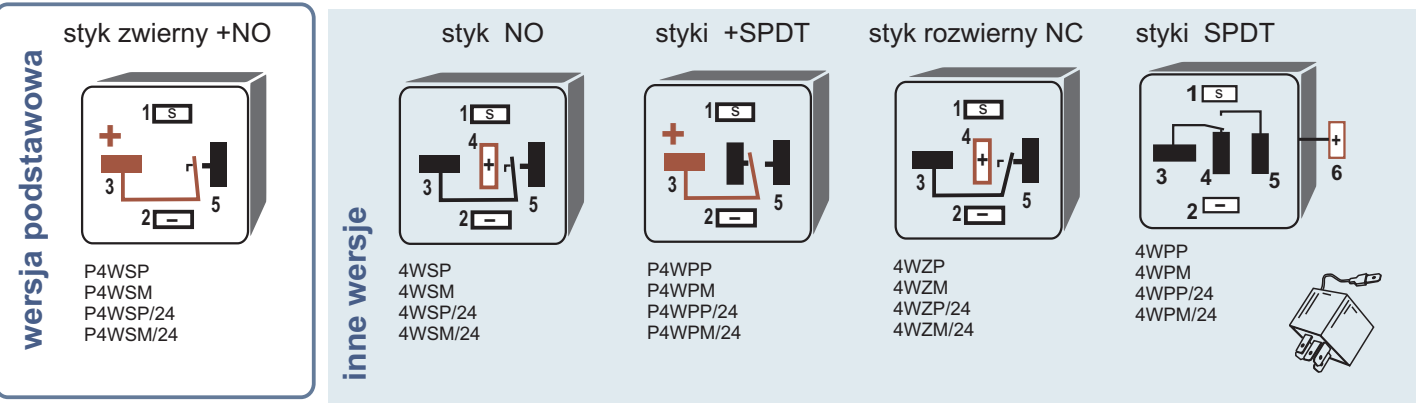 wersja podstawowa
styk zwierny +NO
1 S
+
3
5
2 −
P4WSP
P4WSM
P4WSP/24
P4WSM/24
inne wersje
styk NO
1 S
4
+
3
5
2 −
4WSP
4WSM
4WSP/24
4WSM/24
styki +SPDT
1 S
+
3
5
2 −
P4WPP
P4WPM
P4WPP/24
P4WPM/24
styk rozwierny NC
1 S
4
+
3
5
2 −
4WZP
4WZM
4WZP/24
4WZM/24
styki SPDT
1 S
+
3 4 5 6
2 −
4WPP
4WPM
4WPP/24
4WPM/24